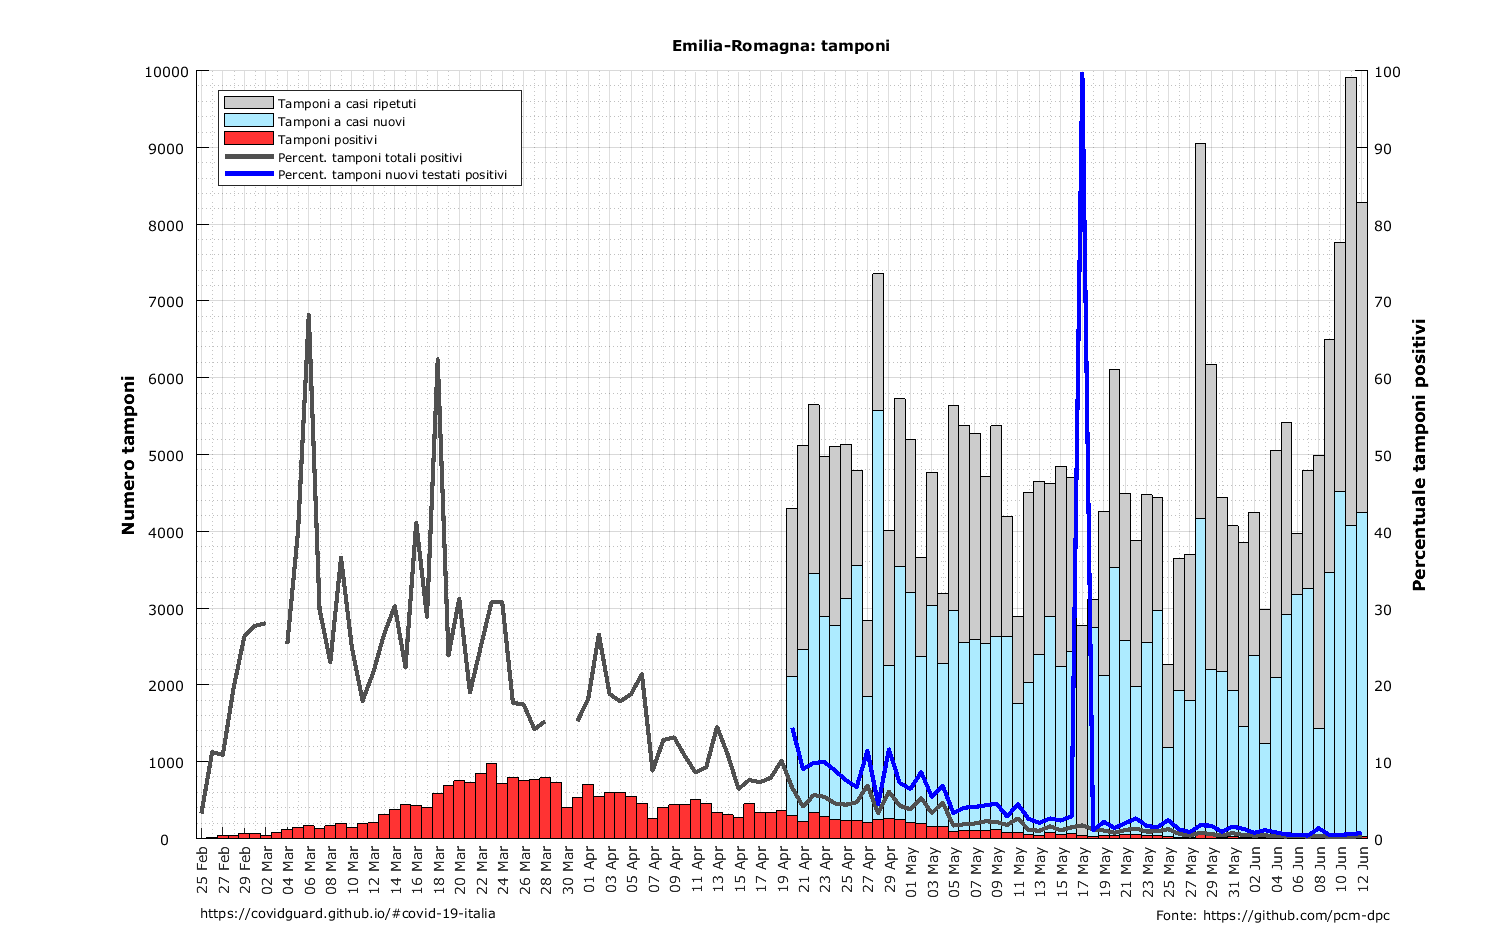 Emilia-Romagna: tamponi
Tamponi a casi ripetuti
Tamponi a casi nuovi
Tamponi positivi
Percent. tamponi totali positivi
Percent. tamponi nuovi testati positivi
Numero tamponi
10000
9000
8000
7000
6000
5000
4000
3000
2000
1000
0
Percentuale tamponi positivi
100
90
80
70
60
50
40
30
20
10
0
25 Feb
27 Feb
29 Feb
02 Mar
04 Mar
06 Mar
08 Mar
10 Mar
12 Mar
14 Mar
16 Mar
18 Mar
20 Mar
22 Mar
24 Mar
26 Mar
28 Mar
30 Mar
01 Apr
03 Apr
05 Apr
07 Apr
09 Apr
11 Apr
13 Apr
15 Apr
17 Apr
19 Apr
21 Apr
23 Apr
25 Apr
27 Apr
29 Apr
01 May
03 May
05 May
07 May
09 May
11 May
13 May
15 May
17 May
19 May
21 May
23 May
25 May
27 May
29 May
31 May
02 Jun
04 Jun
06 Jun
08 Jun
10 Jun
12 Jun
https://covidguard.github.io/#covid-19-italia
Fonte: https://github.com/pcm-dpc